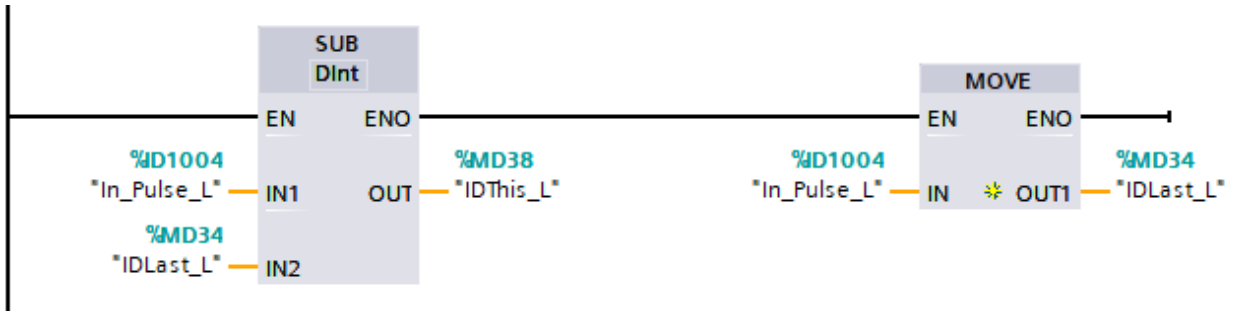 SUB
DInt
EN ENO
%ID1004
"In_Pulse_L"
IN1
OUT
%MD38
"IDThis_L"
%MD34
"IDLast_L"
IN2
MOVE
EN ENO
%ID1004
"In_Pulse_L"
IN
OUT1
%MD34
"IDLast_L"